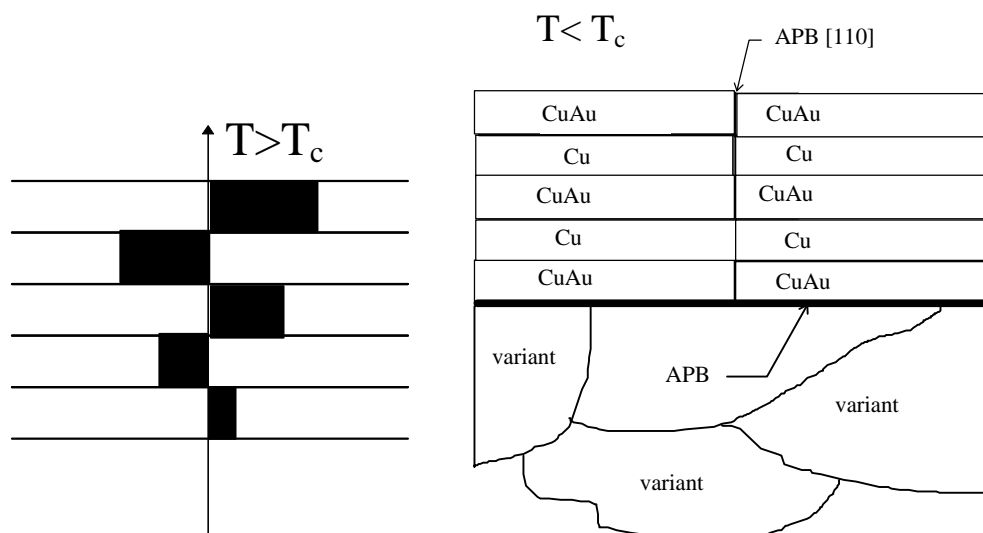 T>Tc
T< Tc
APB [110]
CuAu CuAu
Cu Cu
CuAu CuAu
Cu Cu
CuAu CuAu
variant
APB
variant
variant